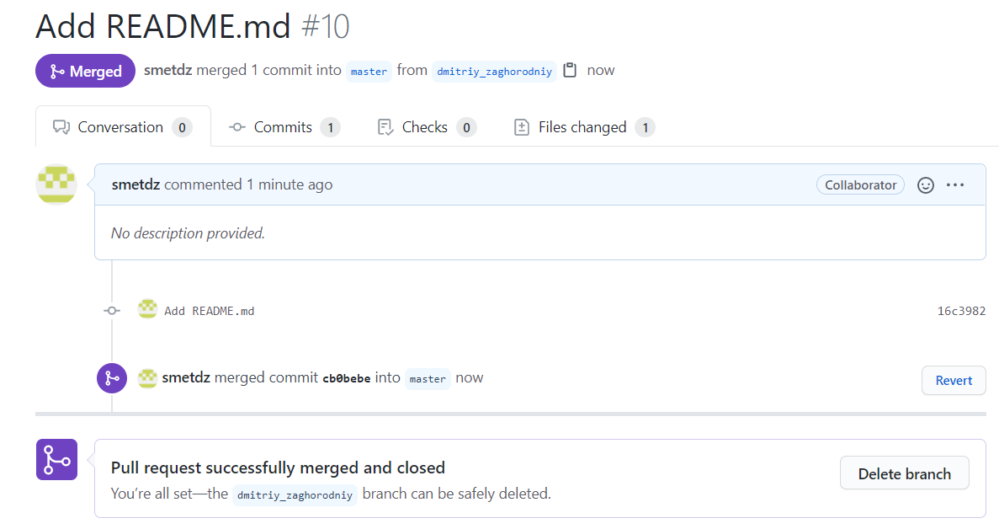 Add README.md #10
Merged smetdz merged 1 commit into master from dmitriy_zaghorodniy now
Conversation 0 Commits 1 Checks 0 Files changed 1
smetdz commented 1 minute ago Collaborator
No description provided.
Add README.md 16c3982
smetdz merged commit cb0bebe into master now Revert
Pull request successfully merged and closed
You're all set—the dmitriy_zaghorodniy branch can be safely deleted. Delete branch